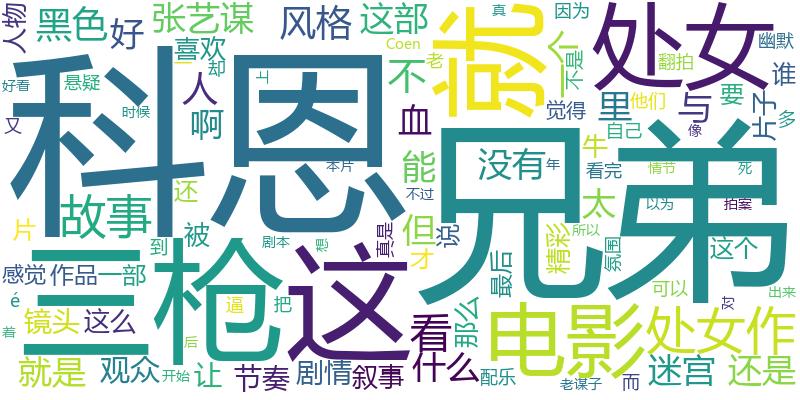 科恩
兄弟
三枪
这
就
处女
电影
处女作
人物
黑色
好
张艺谋
风格
这部
Coen
真
因为
一个
幽默
喜欢
却
上
老
不是
翻拍
谁
好看
悬疑
一
人
不
里
与
他们
要
片子
又
时候
啊
血
觉得
自己
像
多
故事
还
本片
能
没有
年
牛
看完
情节
死
片
到
被
剧本
想
真是
不过
但
说
才
太
以为
拍案
所以
精彩
氛围
这个
感觉
作品
一部
é
逼
把
看
那么
最后
可以
对
出来
着
镜头
这么
后
就是
观众
开始
让
节奏
剧情
叙事
什么
配乐
老谋子
而
迷宫
还是